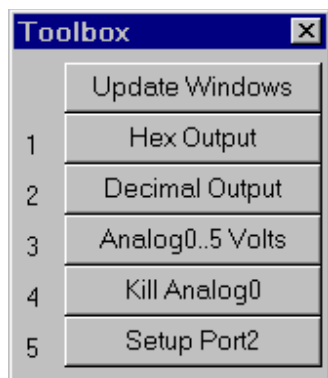 Toolbox
Update Windows
1 Hex Output
2 Decimal Output
3 Analog0..5 Volts
4 Kill Analog0
5 Setup Port2